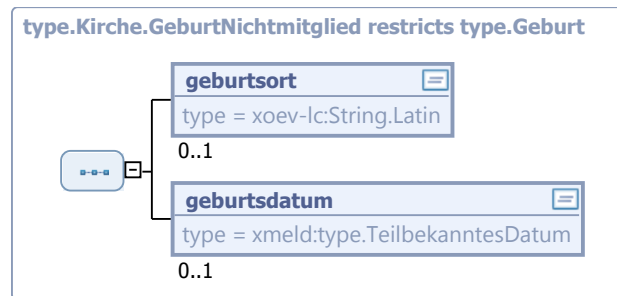 type.Kirche.GeburtNichtmitglied restricts type.Geburt
geburtsort
type = xoev-lc:String.Latin
0..1
geburtsdatum
type = xmeld:type.TeilbekanntesDatum
0..1